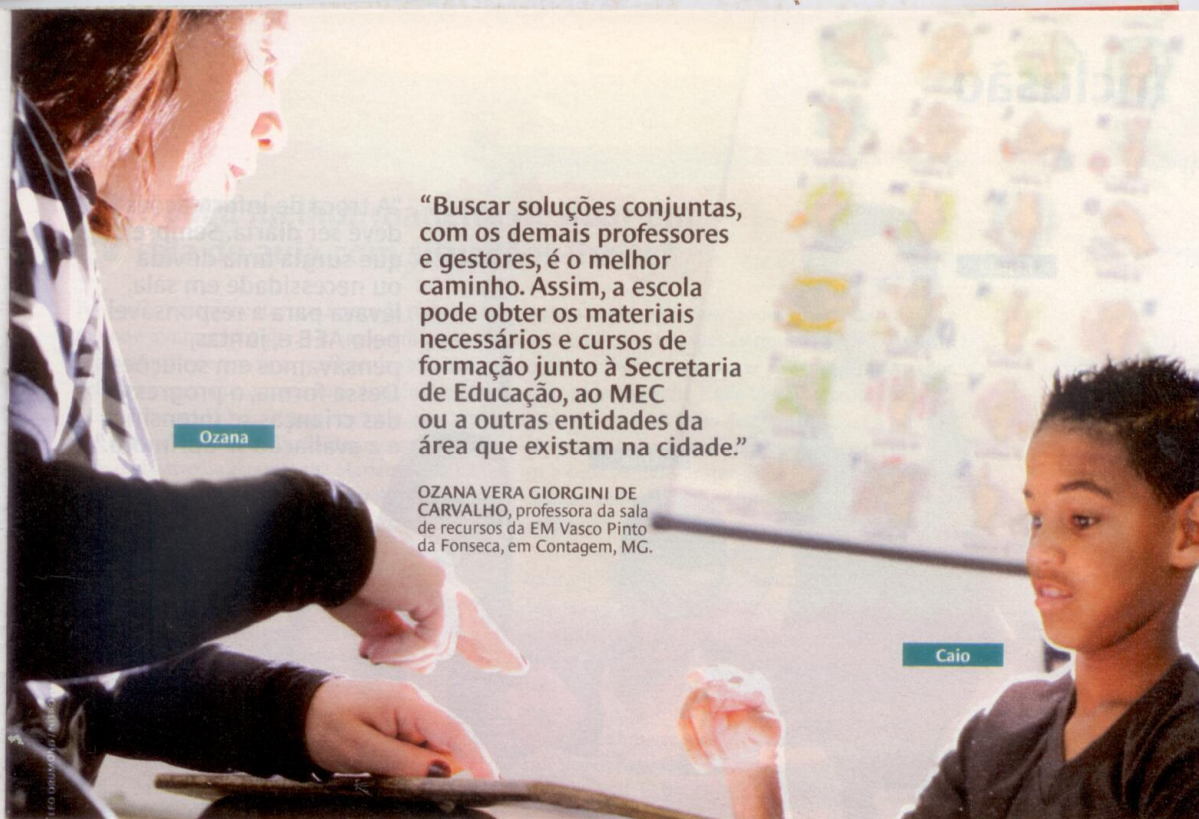 “Buscar soluções conjuntas,
com os demais professores
e gestores, é o melhor
caminho. Assim, a escola
pode obter os materiais
necessários e cursos de
formação junto à Secretaria
de Educação, ao MEC
ou a outras entidades da
área que existam na cidade.”
OZANA VERA GIORGINI DE
CARVALHO, professora da sala
de recursos da EM Vasco Pinto
da Fonseca, em Contagem, MG.
Ozana
Caio